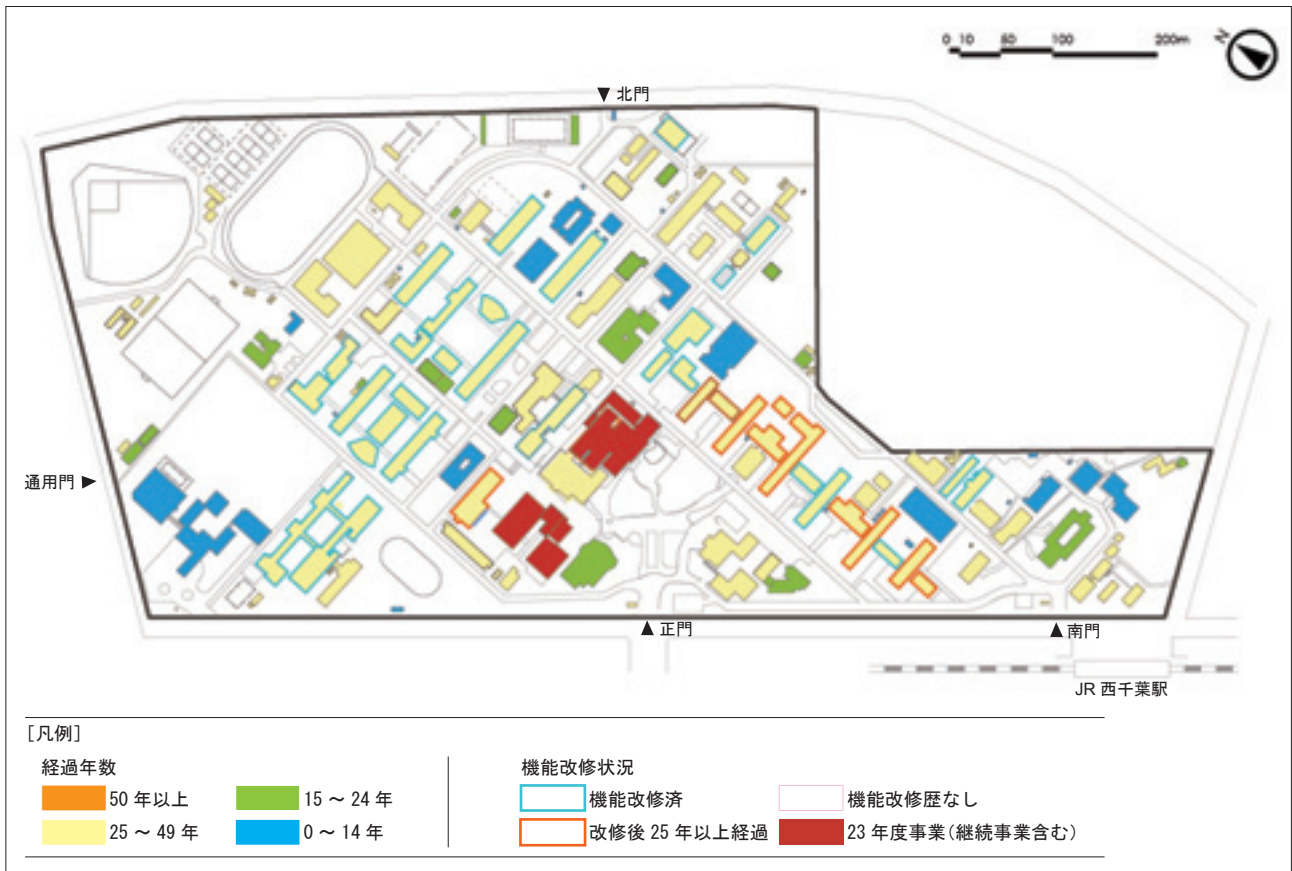 0 10 50 100 200m N
北門
通用門
正門
南門
JR 西千葉駅
［凡例］
経過年数
機能改修状況
50 年以上
15 ～ 24 年
機能改修済
機能改修歴なし
25 ～ 49 年
0 ～ 14 年
改修後 25 年以上経過
23 年度事業（継続事業含む）